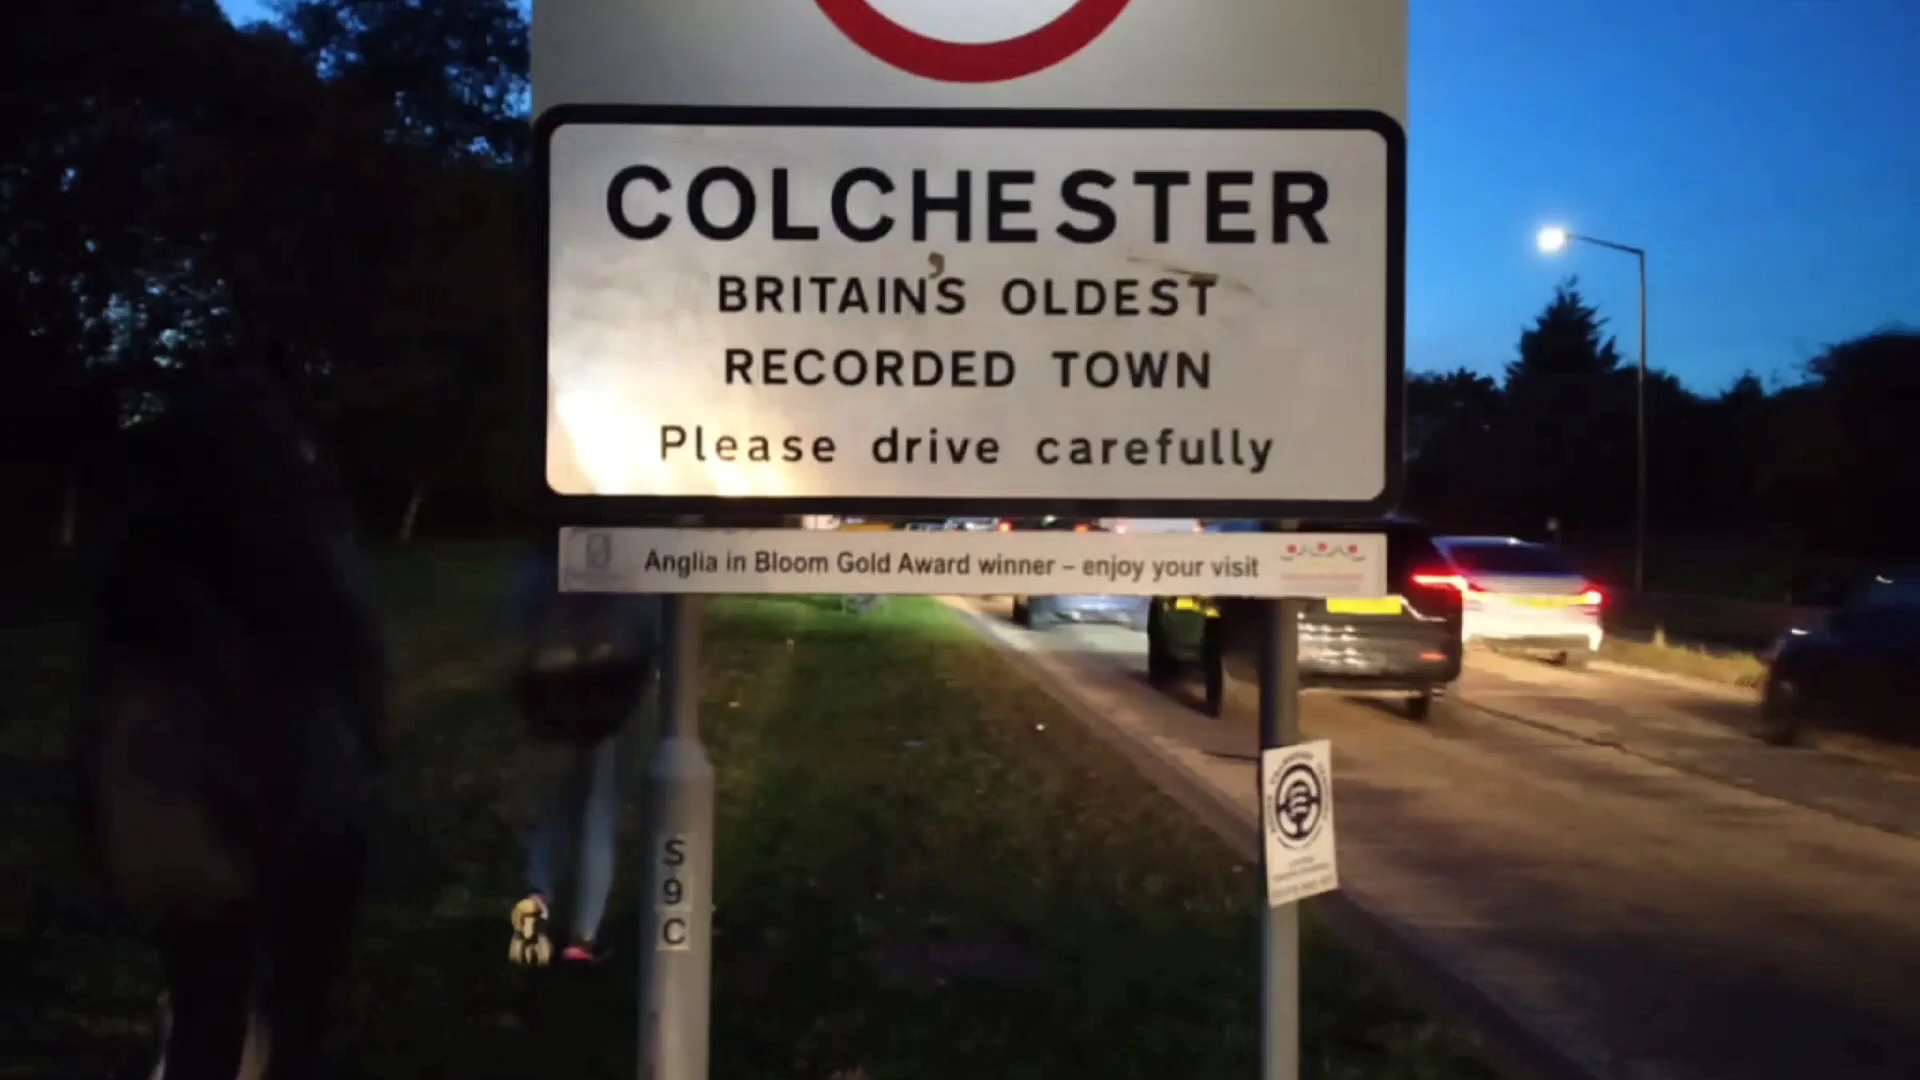 COLCHESTER
BRITAIN'S OLDEST
RECORDED TOWN
Please drive carefully
Anglia in Bloom Gold Award winner – enjoy your visit
S
9
C